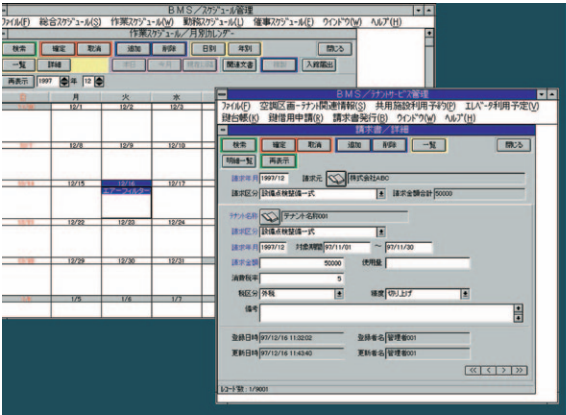 BMS／スケジュール管理
ファイル(F) 総合スケジュール(S) 作業スケジュール(W) 勤務スケジュール(L) 催事スケジュール(E) ウインドウ(W) ヘルプ(H)
作業スケジュール／月別カレンダー
検索 確定 取消 追加 削除 日別 年別 閉じる
一覧 詳細 前月 今月 関連文書 入館届出
再表示 1997 年 12
月 火 水
12/1 12/2 12/3
12/8 12/9 12/10
12/15 12/16 12/17
エアーフィルター
12/22 12/23 12/24
12/29 12/30 12/31
1/5 1/6 1/7
BMS／テナントサービス管理
ファイル(F) 空調区画−テナント関連情報(S) 共用施設利用予約(P) エレベータ利用予定(V)
鍵台帳(K) 鍵借用申請(R) 請求書発行(B) ウインドウ(W) ヘルプ(H)
請求書／詳細
検索 確定 取消 追加 削除 一覧 閉じる
明細一覧 再表示
請求年月 1997/12 請求元 株式会社ABC
請求区分 設備点検整備一式 請求金額合計 50000
テナント名称 テナント名称001
請求区分 設備点検整備一式
請求年月 1997/12 対象期間 97/11/01 ～ 97/11/30
請求金額 50000 使用量
消費税率 5
税区分 外税 精度 切り上げ
備考
登録日時 97/12/16 11:32:02 登録者名 管理者001
更新日時 97/12/16 11:43:40 更新者名 管理者001
<< < > >>
レコード数 : 1/9601